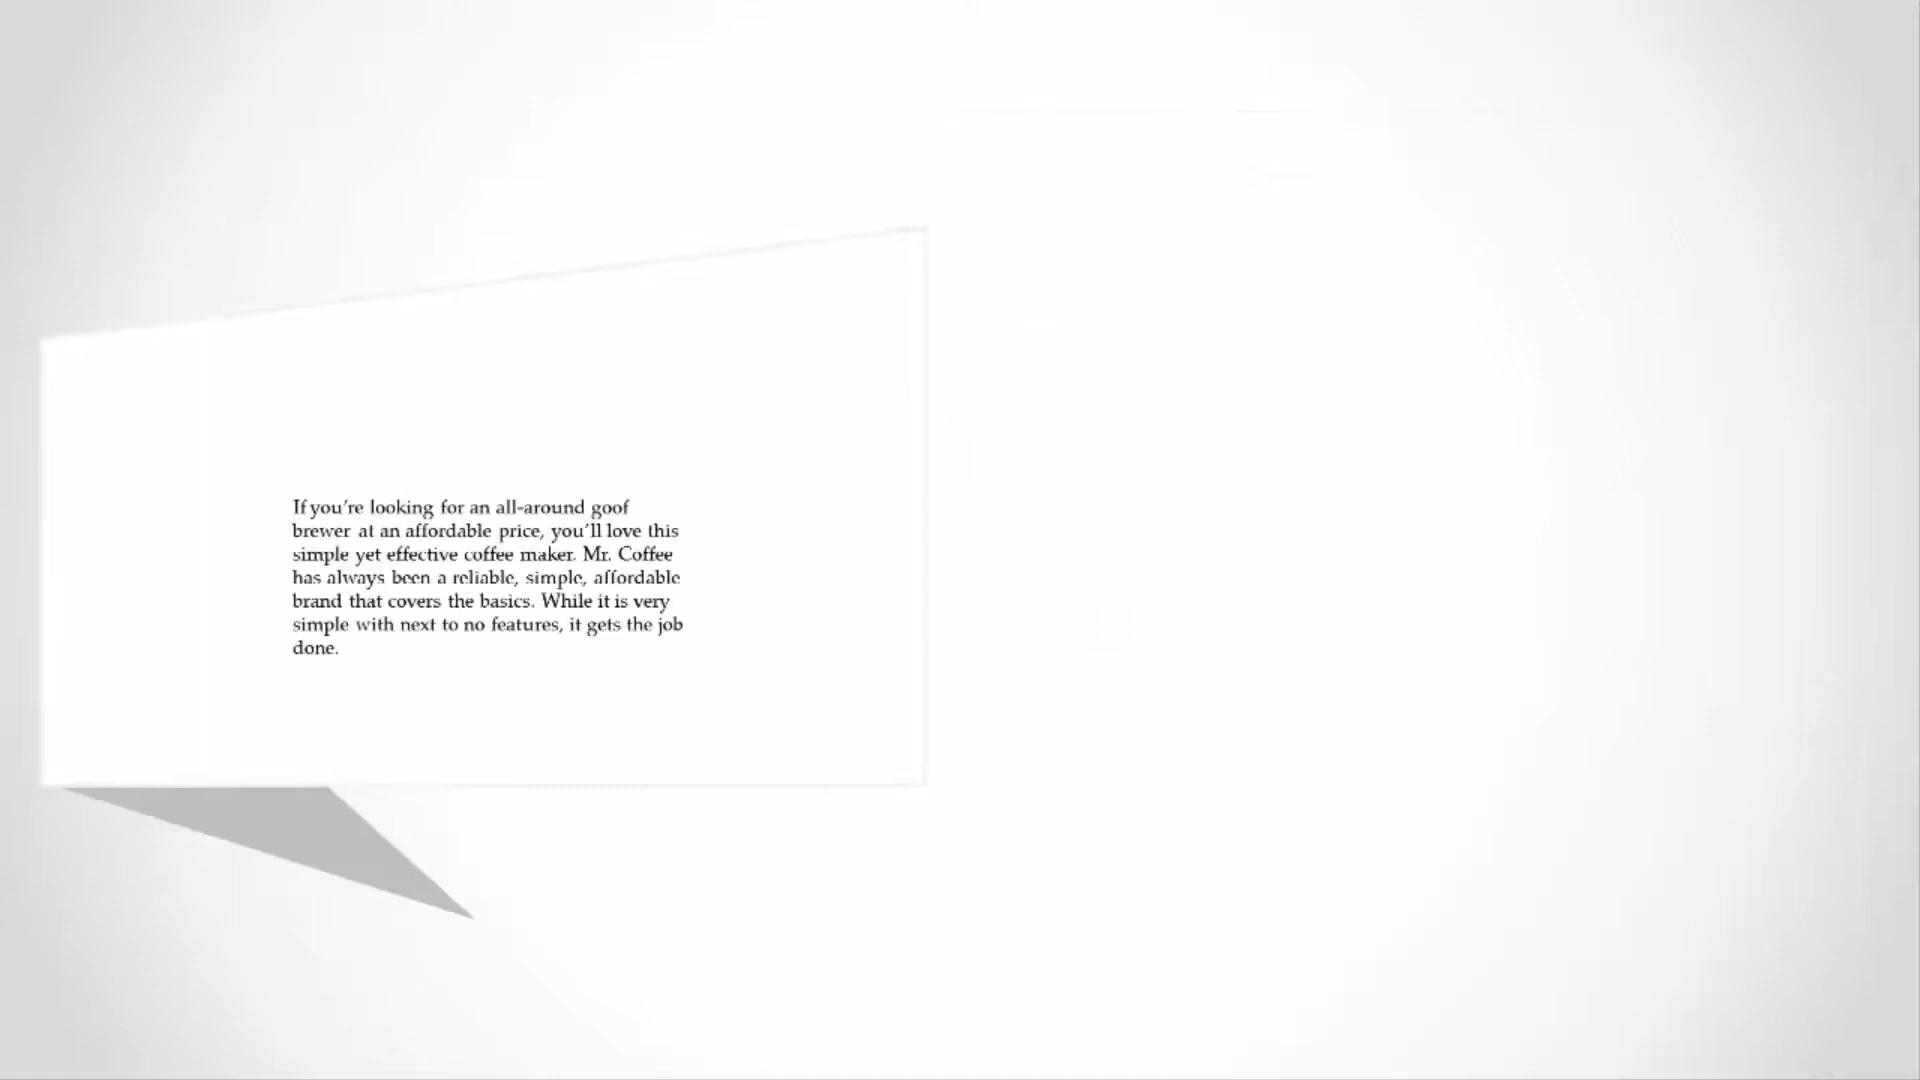 If you’re looking for an all-around goof
brewer at an affordable price, you’ll love this
simple yet effective coffee maker. Mr. Coffee
has always been a reliable, simple, affordable
brand that covers the basics. While it is very
simple with next to no features, it gets the job
done.